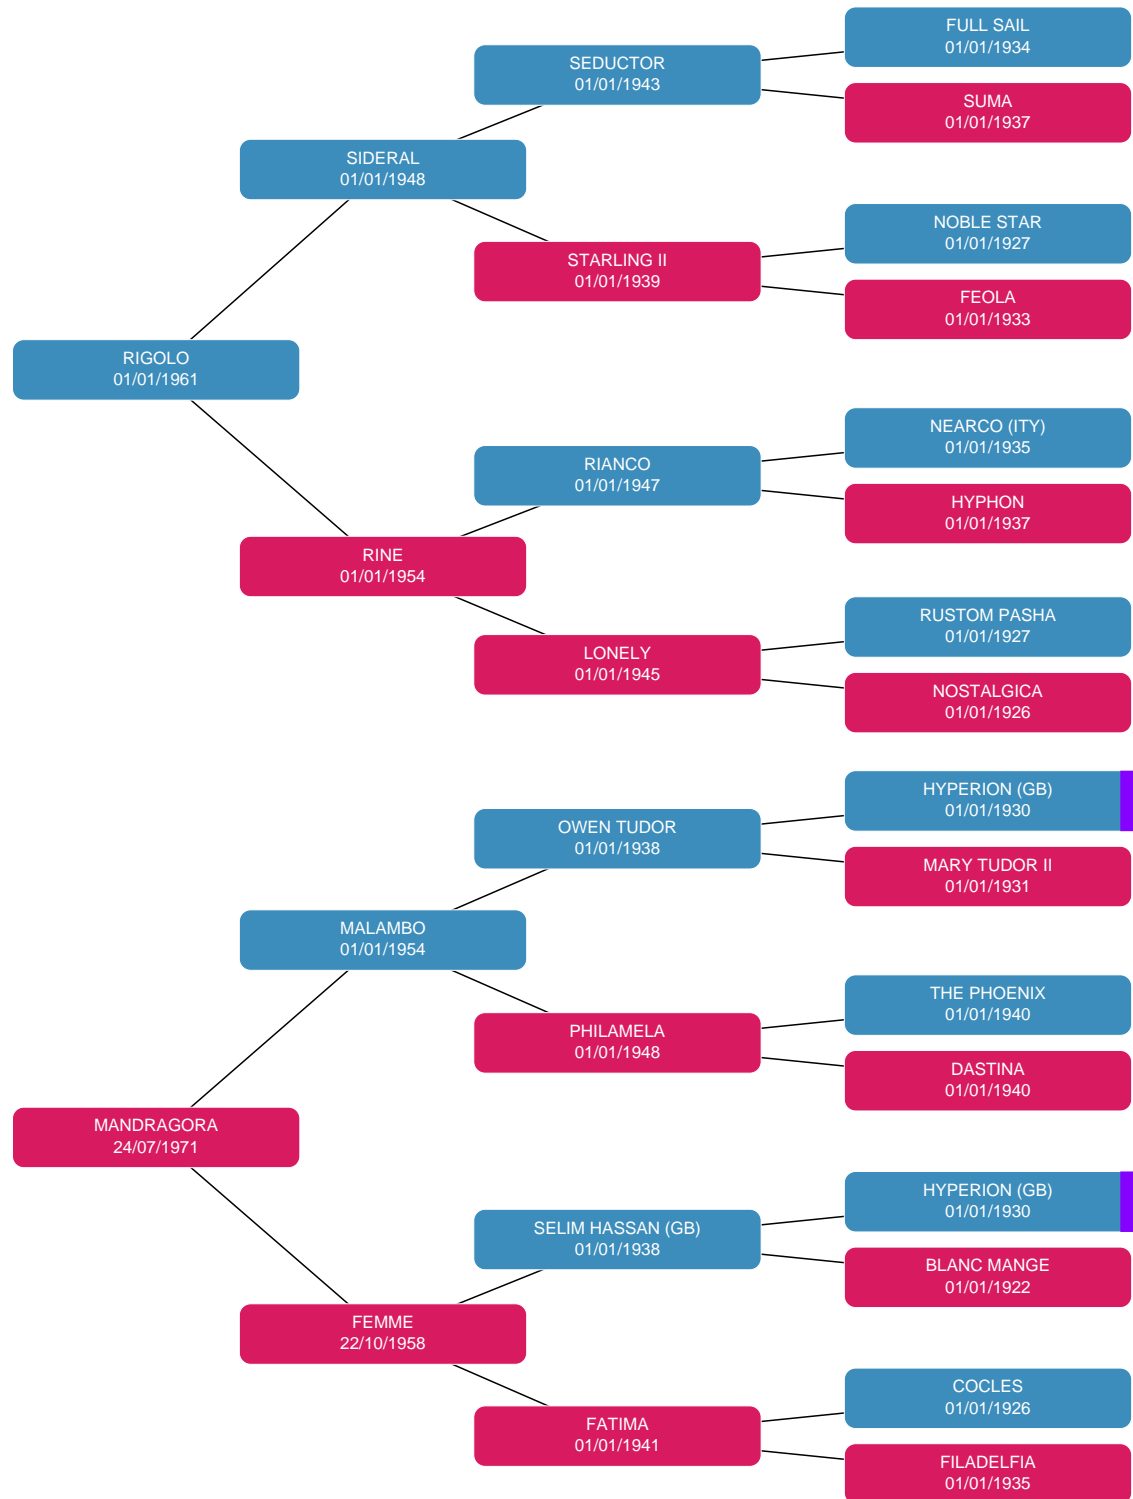 FULL SAIL
01/01/1934
SEDUCTOR
01/01/1943
SUMA
01/01/1937
SIDERAL
01/01/1948
NOBLE STAR
01/01/1927
STARLING II
01/01/1939
FEOLA
01/01/1933
RIGOLO
01/01/1961
NEARCO (ITY)
01/01/1935
RIANCO
01/01/1947
HYPHON
01/01/1937
RINE
01/01/1954
RUSTOM PASHA
01/01/1927
LONELY
01/01/1945
NOSTALGICA
01/01/1926
HYPERION (GB)
01/01/1930
OWEN TUDOR
01/01/1938
MARY TUDOR II
01/01/1931
MALAMBO
01/01/1954
THE PHOENIX
01/01/1940
PHILAMELA
01/01/1948
DASTINA
01/01/1940
MANDRAGORA
24/07/1971
HYPERION (GB)
01/01/1930
SELIM HASSAN (GB)
01/01/1938
BLANC MANGE
01/01/1922
FEMME
22/10/1958
COCLES
01/01/1926
FATIMA
01/01/1941
FILADELFIA
01/01/1935